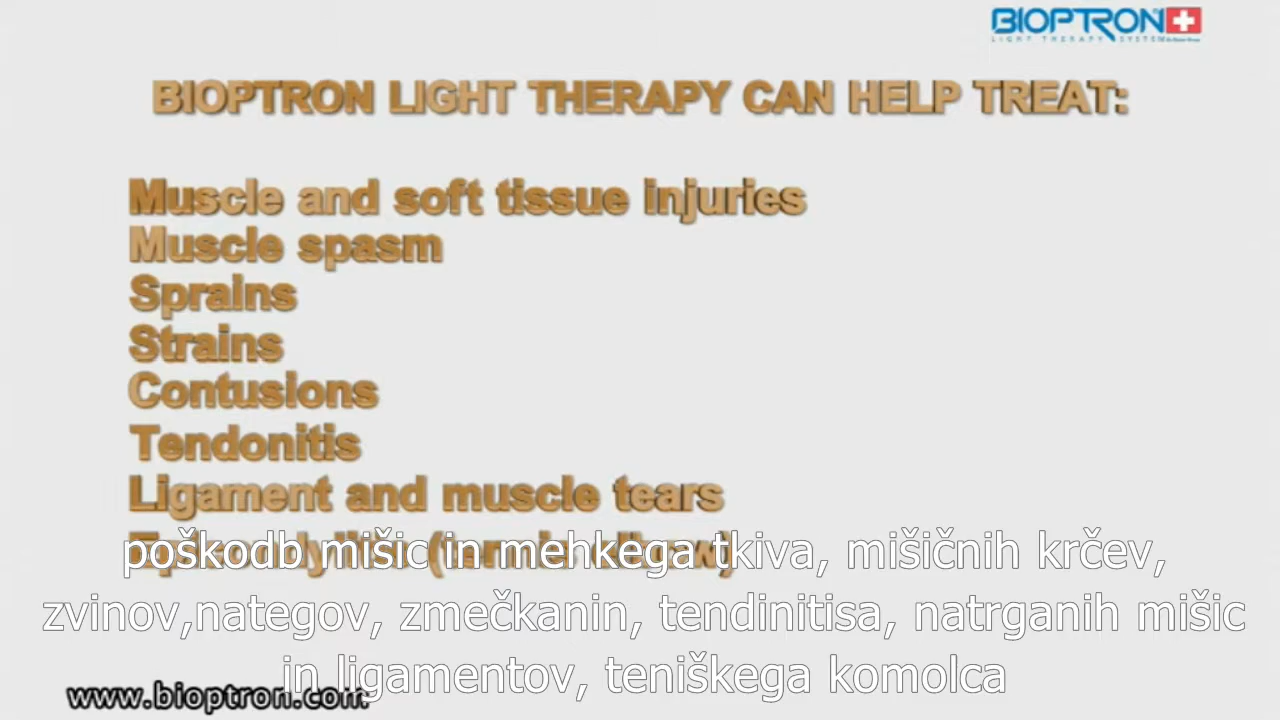 BIOPTRON
LIGHT THERAPY SYSTEM
BIOPTRON LIGHT THERAPY CAN HELP TREAT:
Muscle and soft tissue injuries
Muscle spasm
Sprains
Strains
Contusions
Tendonitis
Ligament and muscle tears
poškodb mišic in mehkega tkiva, mišičnih krčev,
zvinov,nategov, zmečkanin, tendinitisa, natrganih mišic
in ligamentov, teniškega komolca
www.bioptron.com